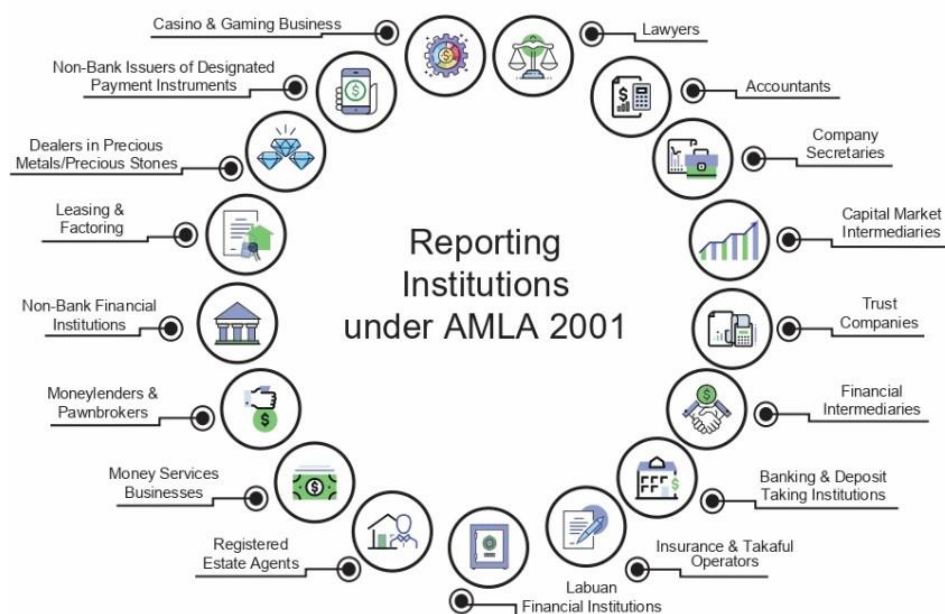 Reporting
Institutions
under AMLA 2001
Lawyers
Accountants
Company
Secretaries
Capital Market
Intermediaries
Trust
Companies
Financial
Intermediaries
Banking & Deposit
Taking Institutions
Insurance & Takaful
Operators
Labuan
Financial Institutions
Registered
Estate Agents
Money Services
Businesses
Moneylenders &
Pawnbrokers
Non-Bank Financial
Institutions
Leasing &
Factoring
Dealers in Precious
Metals/Precious Stones
Non-Bank Issuers of Designated
Payment Instruments
Casino & Gaming Business